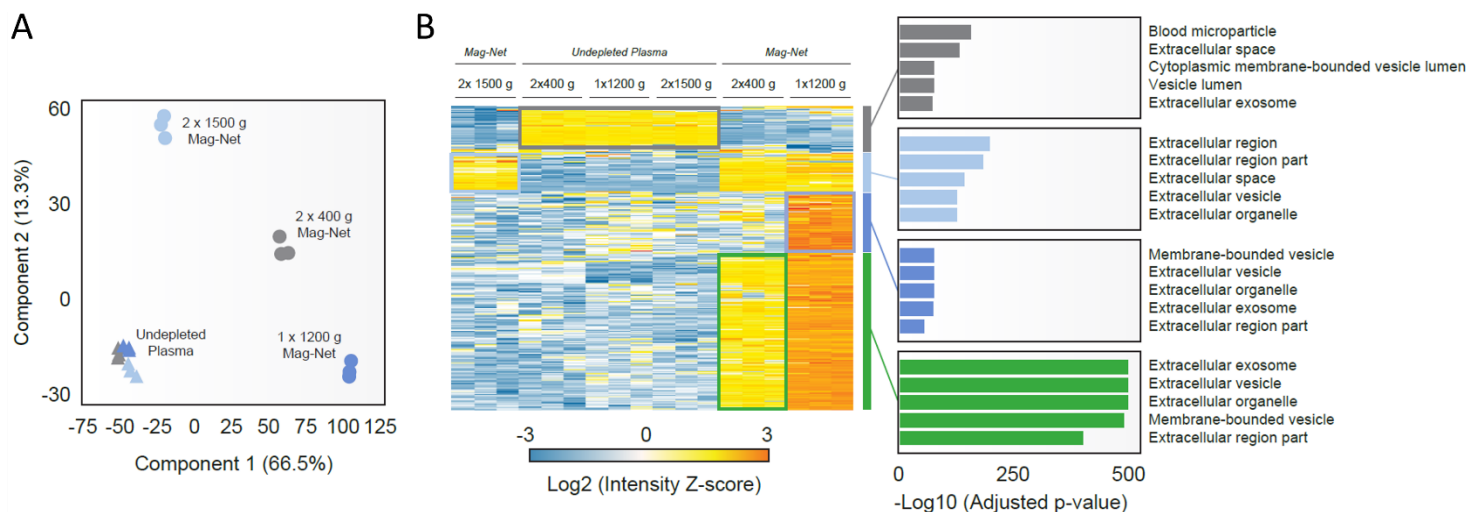 A
60
30
0
-30
Component 2 (13.3%)
2 x 1500 g
Mag-Net
2 x 400 g
Mag-Net
Undepleted
Plasma
1 x 1200 g
Mag-Net
-75 -50 -25 0 25 50 75 100 125
Component 1 (66.5%)
B
Mag-Net Undepleted Plasma Mag-Net
2x 1500 g 2x400 g 1x1200 g 2x1500 g 2x400 g 1x1200 g
-3 0 3
Log2 (Intensity Z-score)
Blood microparticle
Extracellular space
Cytoplasmic membrane-bounded vesicle lumen
Vesicle lumen
Extracellular exosome
Extracellular region
Extracellular region part
Extracellular space
Extracellular vesicle
Extracellular organelle
Membrane-bounded vesicle
Extracellular vesicle
Extracellular organelle
Extracellular exosome
Extracellular region part
Extracellular exosome
Extracellular vesicle
Extracellular organelle
Membrane-bounded vesicle
Extracellular region part
0 250 500
-Log10 (Adjusted p-value)